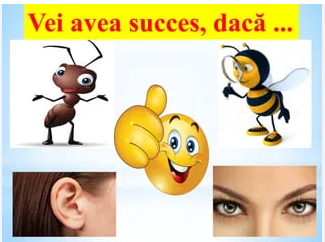 Vei avea succes, dacă ...